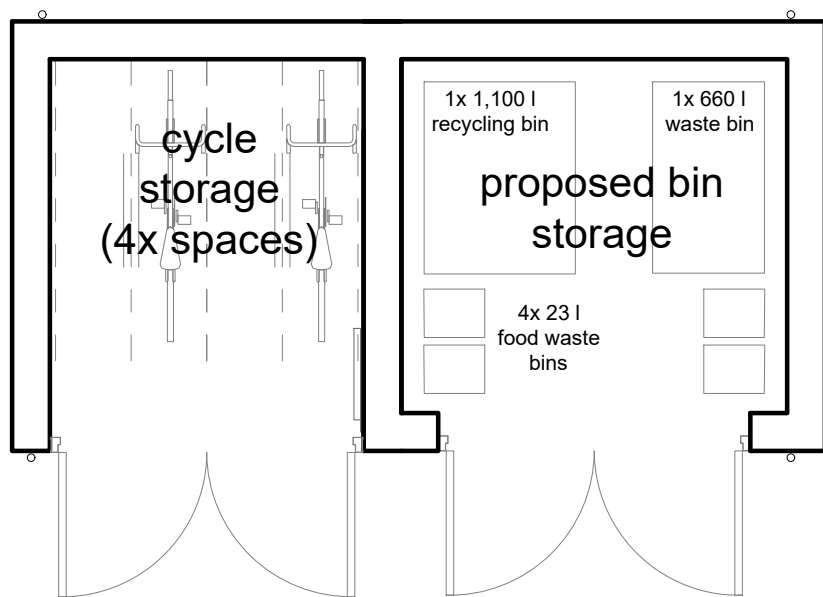 cycle
storage
(4x spaces)
1x 1,100 l
recycling bin
1x 660 l
waste bin
proposed bin
storage
4x 23 l
food waste
bins